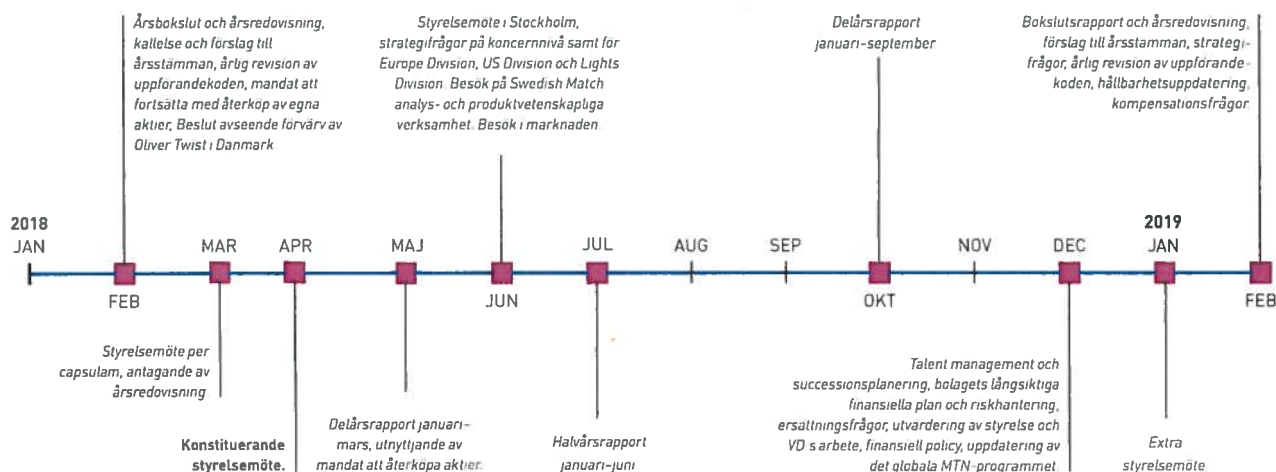 Årsbokslut och årsredovisning,
kallelse och förslag till
årsstämman, årlig revision av
uppförandekoden, mandat att
fortsätta med återköp av egna
aktier, Beslut avseende förvärv av
Oliver Twist i Danmark
Styrelsemöte i Stockholm,
strategifrågor på koncernnivå samt för
Europe Division, US Division och Lights
Division. Besök på Swedish Match
analys- och produktvetenskapliga
verksamhet. Besök i marknaden
Delårsrapport
januari–september
Bokslutsrapport och årsredovisning,
förslag till årsstamman, strategi-
frågor, årlig revision av uppförande-
koden, hållbarhetsuppdatering,
kompensationsfrågor
2018
JAN
FEB
MAR
APR
MAJ
JUN
JUL
AUG
SEP
OKT
NOV
DEC
2019
JAN
FEB
Styrelsemöte per
capsulam, antagande av
årsredovisning
Konstituerande
styrelsemöte.
Delårsrapport januari–
mars, utnyttjande av
mandat att återköpa aktier.
Halvårsrapport
januari–juni
Talent management och
successionsplanering, bolagets långsiktiga
finansiella plan och riskhantering,
ersättningsfrågor, utvardering av styrelse och
VD s arbete, finansiell policy, uppdatering av
det globala MTN-programmet.
Extra
styrelsemöte